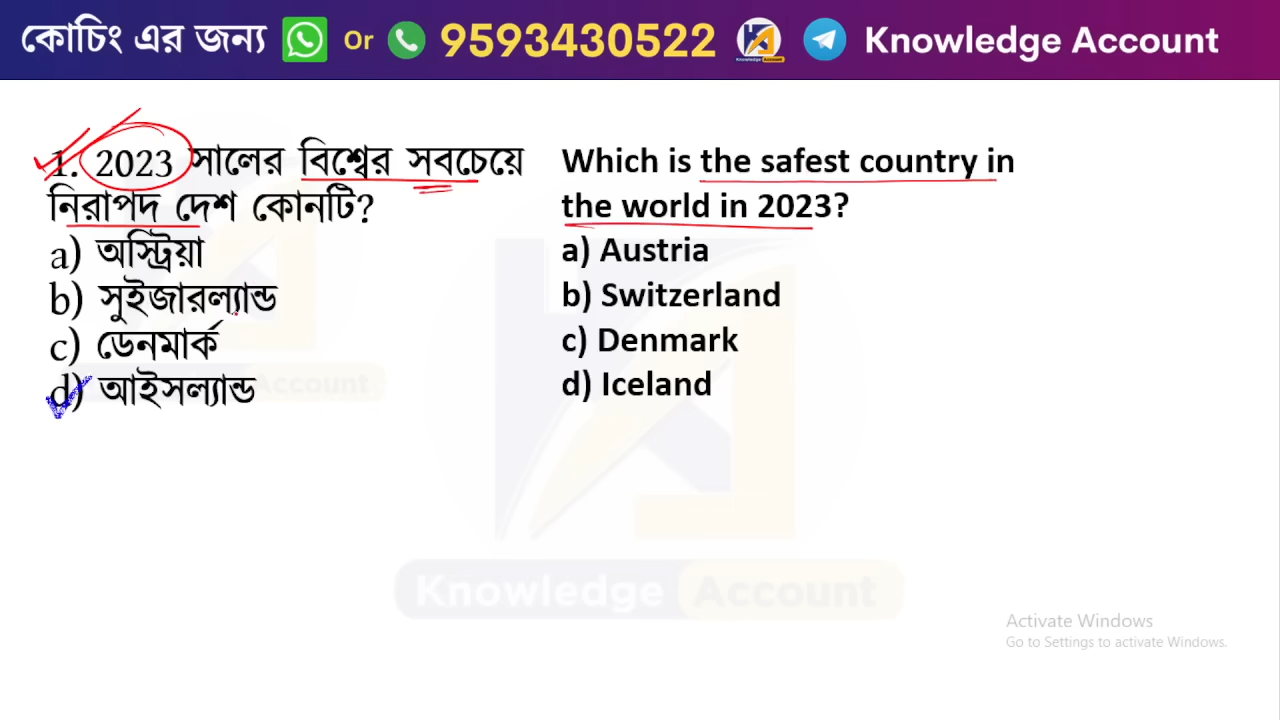 কোচিং এর জন্য Or 9593430522 Knowledge Account
1. 2023 সালের বিশ্বের সবচেয়ে
নিরাপদ দেশ কোনটি?
a) অস্ট্রিয়া
b) সুইজারল্যান্ড
c) ডেনমার্ক
d) আইসল্যান্ড
Which is the safest country in
the world in 2023?
a) Austria
b) Switzerland
c) Denmark
d) Iceland
Account
Knowledge Account
Activate Windows
Go to Settings to activate Windows.